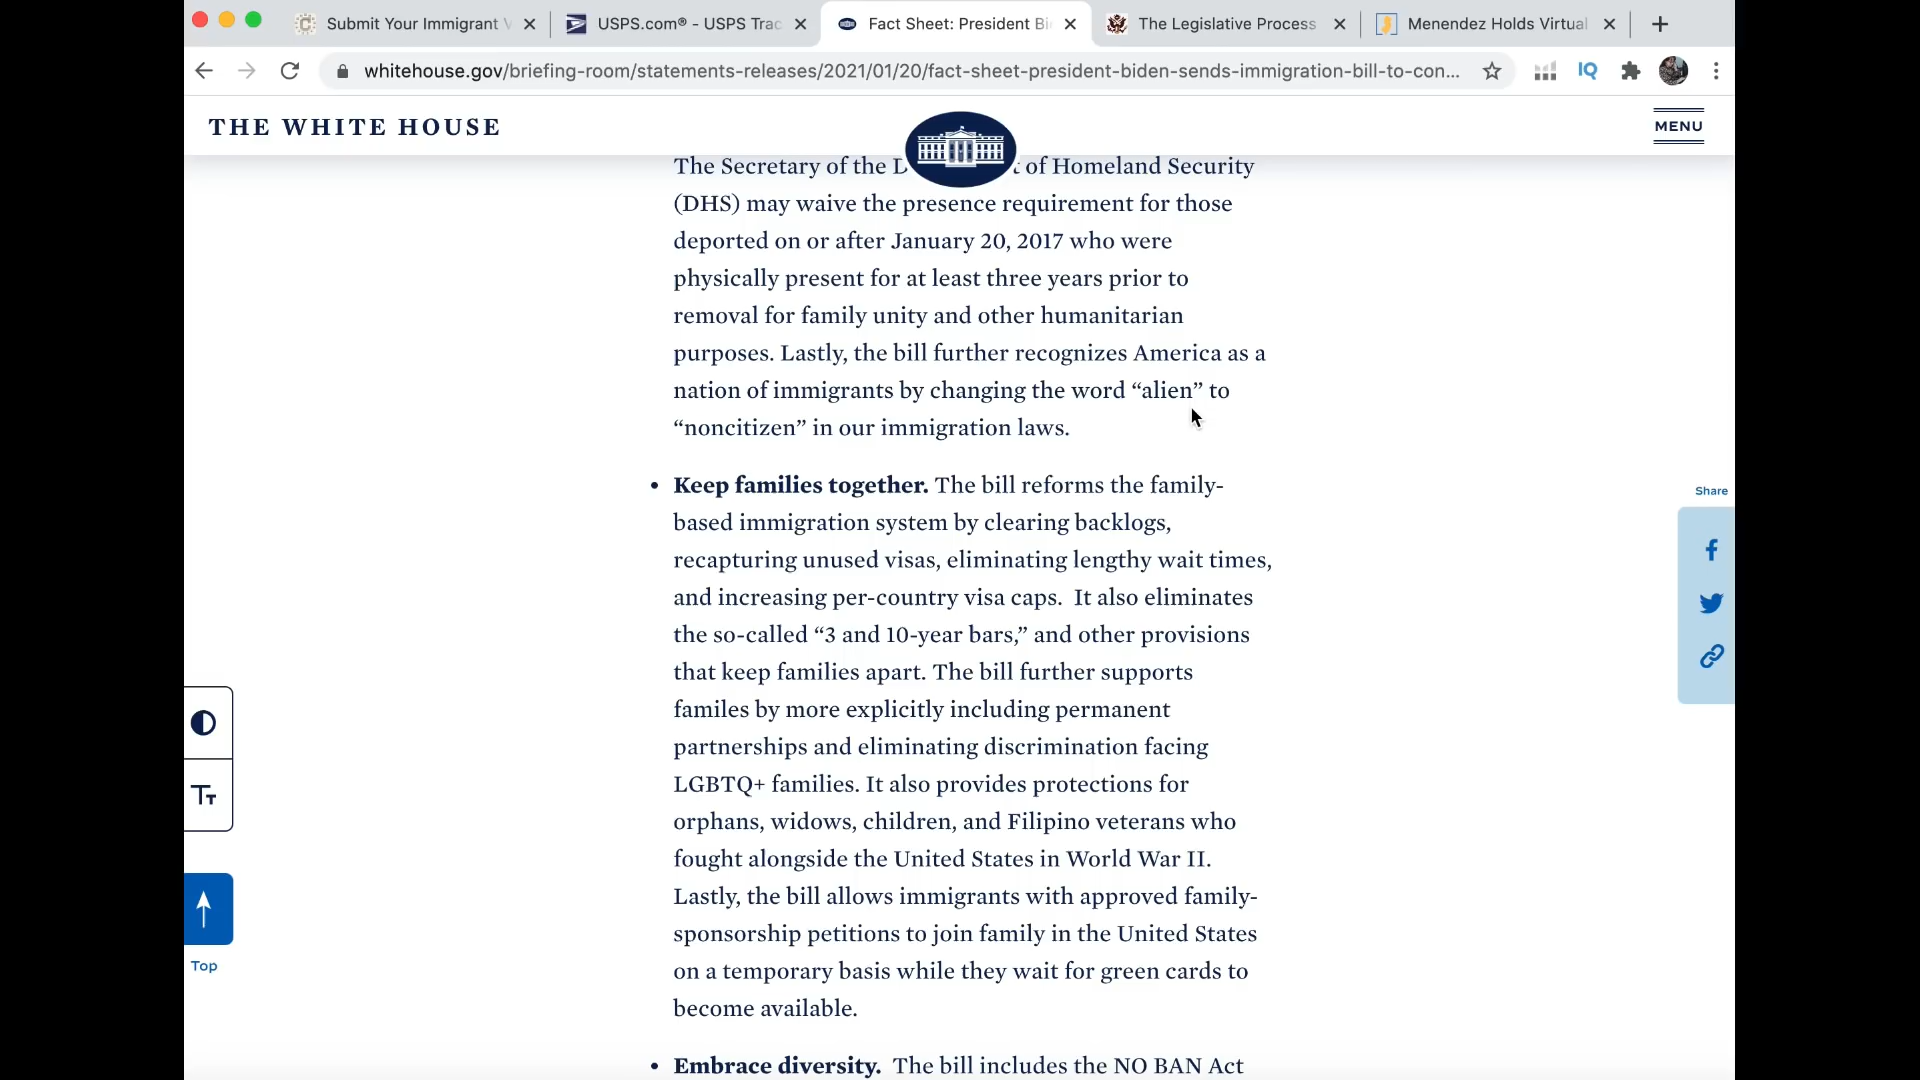 Submit Your Immigrant V
USPS.com® - USPS Trac
Fact Sheet: President Bi
The Legislative Process
Menendez Holds Virtual
whitehouse.gov/briefing-room/statements-releases/2021/01/20/fact-sheet-president-biden-sends-immigration-bill-to-con...
IQ
THE WHITE HOUSE
MENU
The Secretary of the D t of Homeland Security
(DHS) may waive the presence requirement for those
deported on or after January 20, 2017 who were
physically present for at least three years prior to
removal for family unity and other humanitarian
purposes. Lastly, the bill further recognizes America as a
nation of immigrants by changing the word “alien” to
“noncitizen” in our immigration laws.
• Keep families together. The bill reforms the family-
based immigration system by clearing backlogs,
recapturing unused visas, eliminating lengthy wait times,
and increasing per-country visa caps. It also eliminates
the so-called “3 and 10-year bars,” and other provisions
that keep families apart. The bill further supports
familes by more explicitly including permanent
partnerships and eliminating discrimination facing
LGBTQ+ families. It also provides protections for
orphans, widows, children, and Filipino veterans who
fought alongside the United States in World War II.
Lastly, the bill allows immigrants with approved family-
sponsorship petitions to join family in the United States
on a temporary basis while they wait for green cards to
become available.
• Embrace diversity. The bill includes the NO BAN Act
Share
Tт
Top